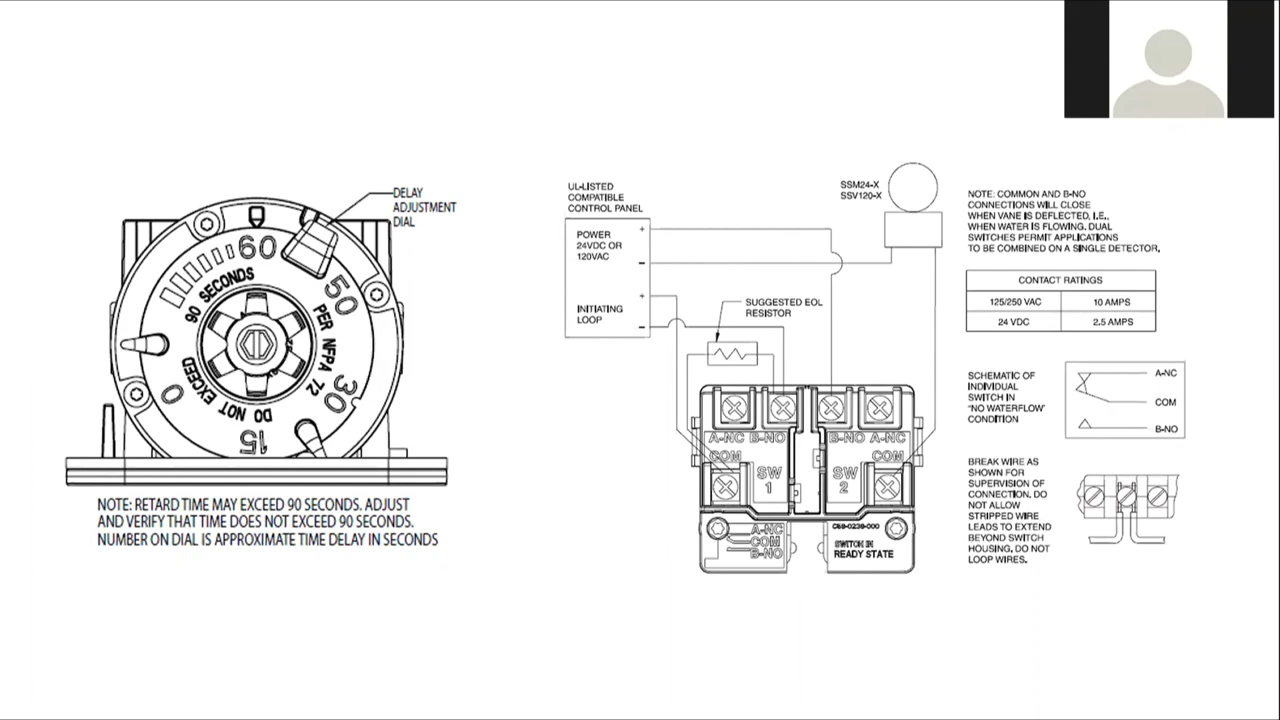 DELAY
ADJUSTMENT
DIAL
60
50
30
15
0
90 SECONDS
PER NFPA 72
DO NOT EXCEED
NOTE: RETARD TIME MAY EXCEED 90 SECONDS. ADJUST
AND VERIFY THAT TIME DOES NOT EXCEED 90 SECONDS.
NUMBER ON DIAL IS APPROXIMATE TIME DELAY IN SECONDS
UL-LISTED
COMPATIBLE
CONTROL PANEL
POWER
24VDC OR
120VAC
+
−
INITIATING
LOOP
+
−
SSM24-X
SSV120-X
SUGGESTED EOL
RESISTOR
A-NC B-NO
COM
SW
1
B-NO A-NC
COM
SW
2
A-NC
COM
B-NO
C58-0239-000
SWITCH IN
READY STATE
NOTE: COMMON AND B-NO
CONNECTIONS WILL CLOSE
WHEN VANE IS DEFLECTED, I.E.,
WHEN WATER IS FLOWING. DUAL
SWITCHES PERMIT APPLICATIONS
TO BE COMBINED ON A SINGLE DETECTOR.
CONTACT RATINGS
125/250 VAC 10 AMPS
24 VDC 2.5 AMPS
SCHEMATIC OF
INDIVIDUAL
SWITCH IN
"NO WATERFLOW"
CONDITION
A-NC
COM
B-NO
BREAK WIRE AS
SHOWN FOR
SUPERVISION OF
CONNECTION. DO
NOT ALLOW
STRIPPED WIRE
LEADS TO EXTEND
BEYOND SWITCH
HOUSING. DO NOT
LOOP WIRES.